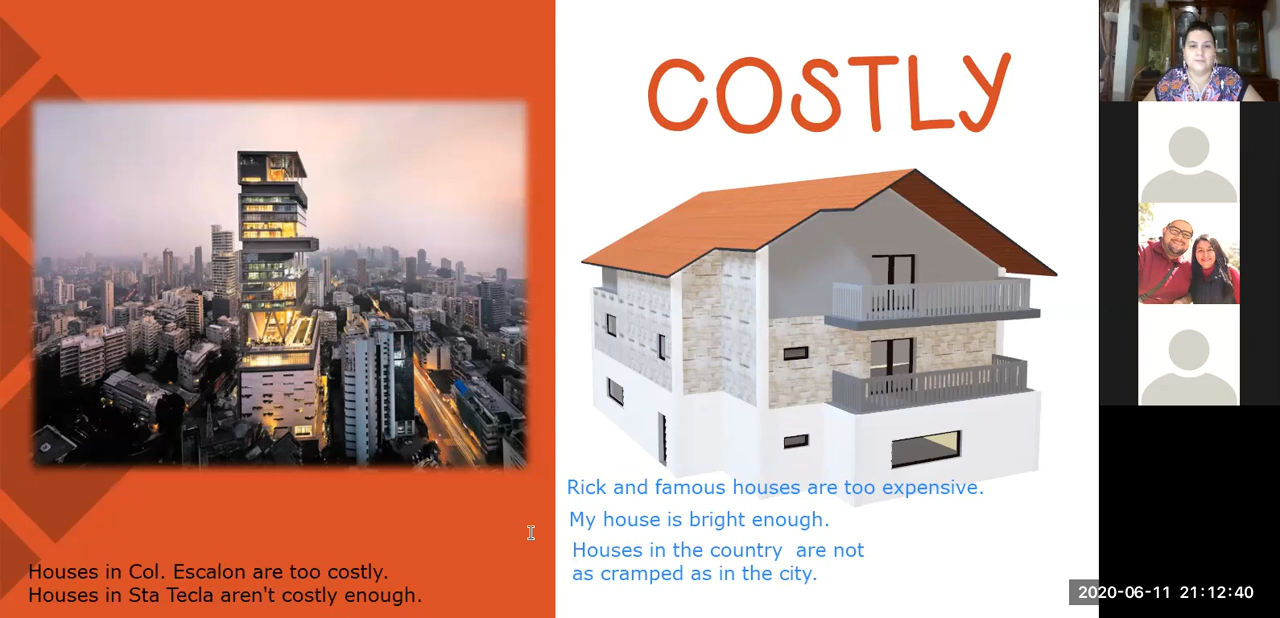 COSTLY
Rick and famous houses are too expensive.
My house is bright enough.
Houses in the country are not
as cramped as in the city.
Houses in Col. Escalon are too costly.
Houses in Sta Tecla aren't costly enough.
2020-06-11 21:12:40